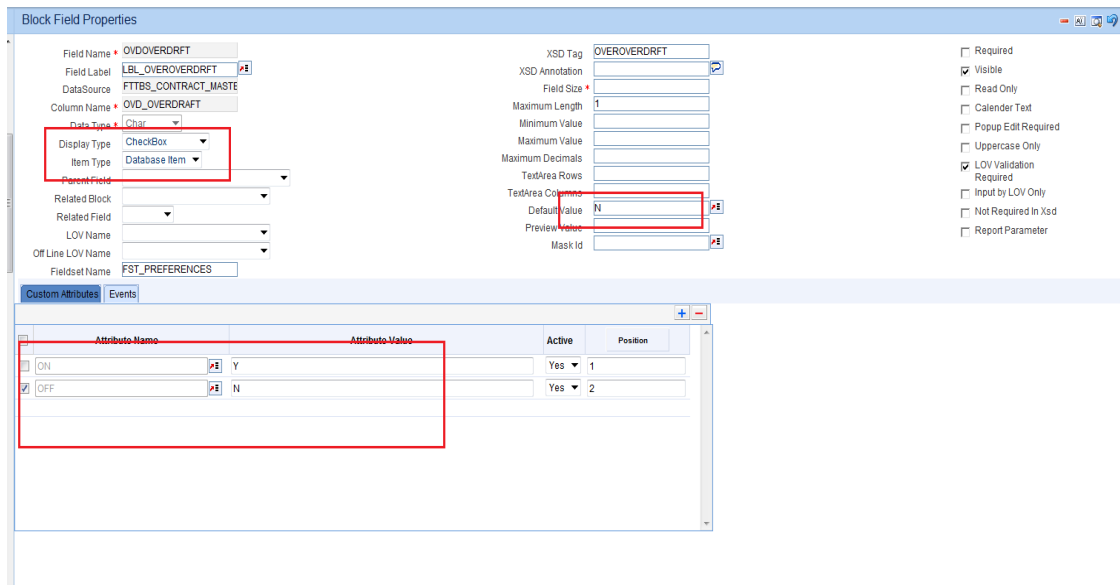 Block Field Properties
Field Name * OVDOVERDRFT
Field Label LBL_OVEROVERDRFT
DataSource FTTBS_CONTRACT_MASTE
Column Name * OVD_OVERDRAFT
Data Type * Char
Display Type CheckBox
Item Type Database Item
Parent Field
Related Block
Related Field
LOV Name
Off Line LOV Name
Fieldset Name FST_PREFERENCES
XSD Tag OVEROVERDRFT
XSD Annotation
Field Size *
Maximum Length 1
Minimum Value
Maximum Value
Maximum Decimals
TextArea Rows
TextArea Columns
Default Value N
Preview Value
Mask Id
Required
Visible
Read Only
Calender Text
Popup Edit Required
Uppercase Only
LOV Validation
Required
Input by LOV Only
Not Required In Xsd
Report Parameter
Custom Attributes Events
Attribute Name Attribute Value Active Position
ON Y Yes 1
OFF N Yes 2